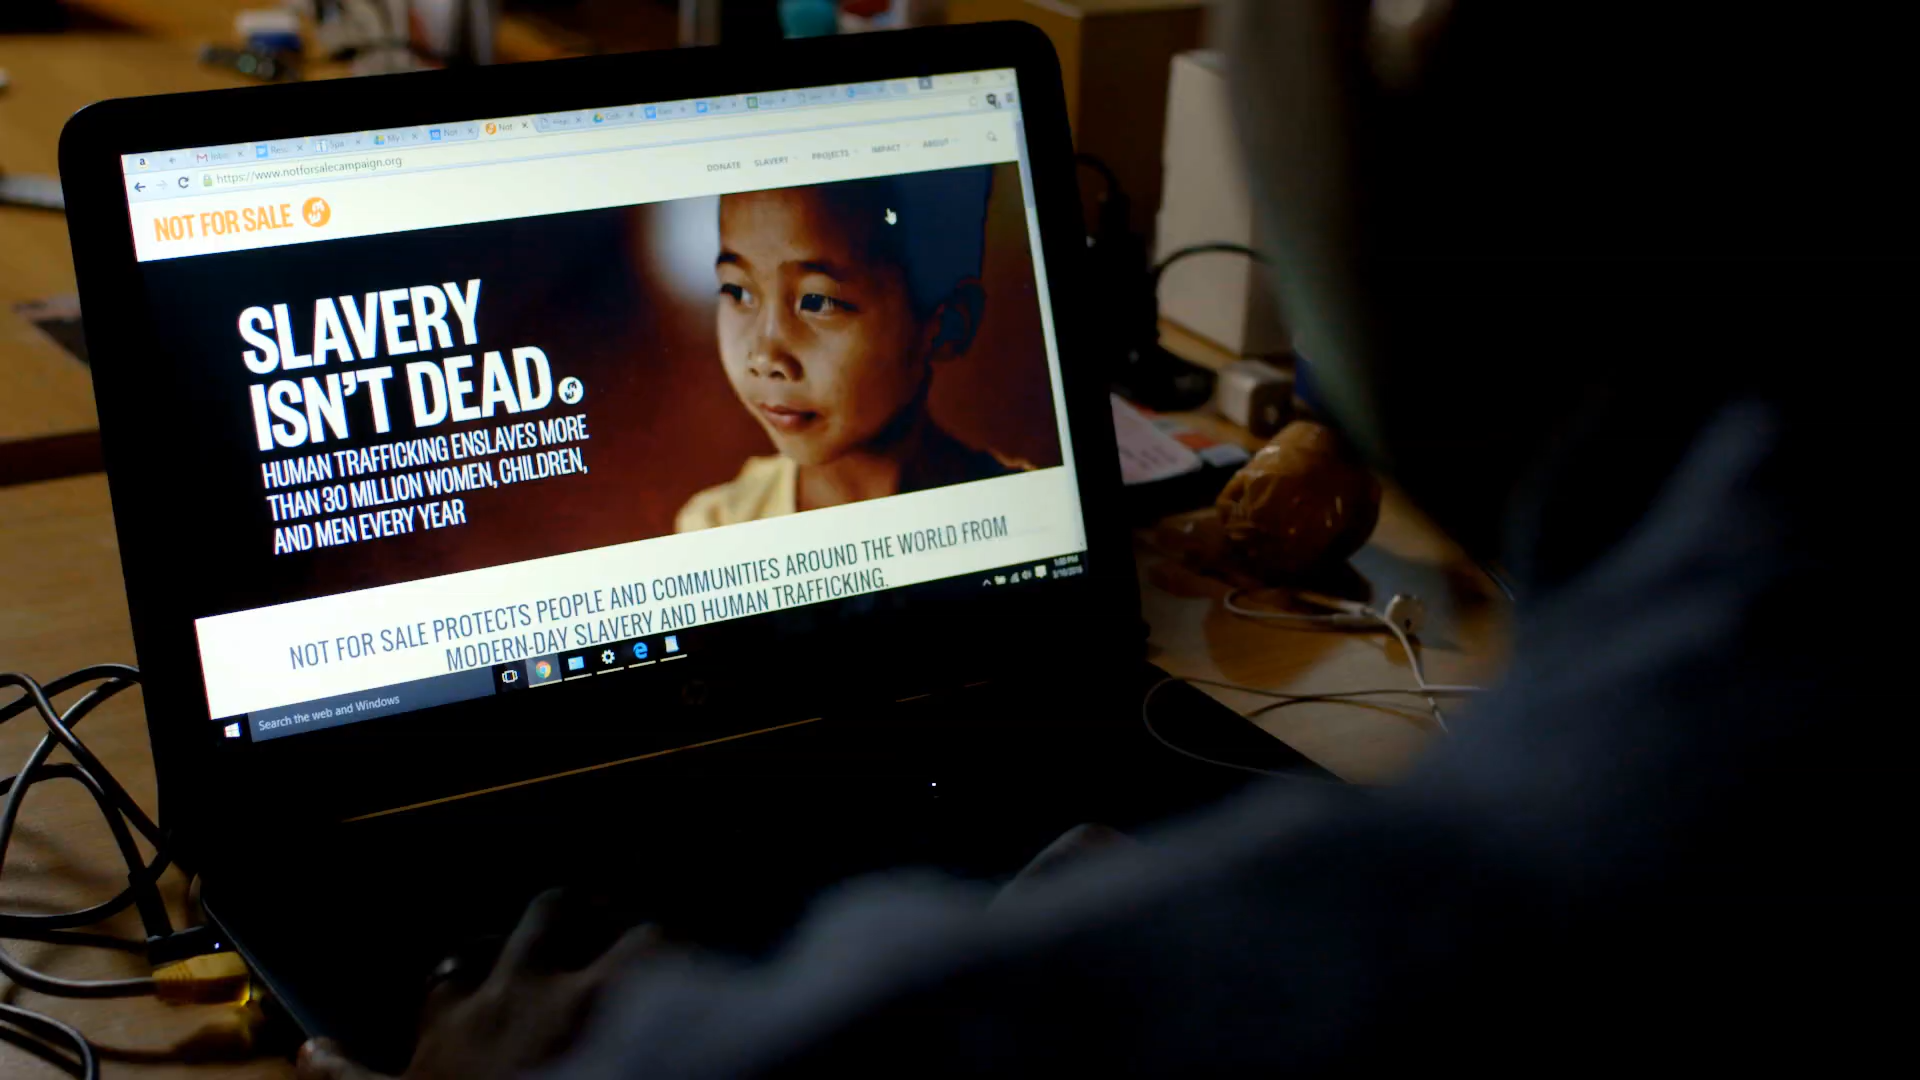 https://www.notforsalecampaign.org
DONATE SLAVERY PROJECTS IMPACT ABOUT
NOT FOR SALE
SLAVERY
ISN'T DEAD.
HUMAN TRAFFICKING ENSLAVES MORE
THAN 30 MILLION WOMEN, CHILDREN,
AND MEN EVERY YEAR
NOT FOR SALE PROTECTS PEOPLE AND COMMUNITIES AROUND THE WORLD FROM
MODERN-DAY SLAVERY AND HUMAN TRAFFICKING.
Search the web and Windows